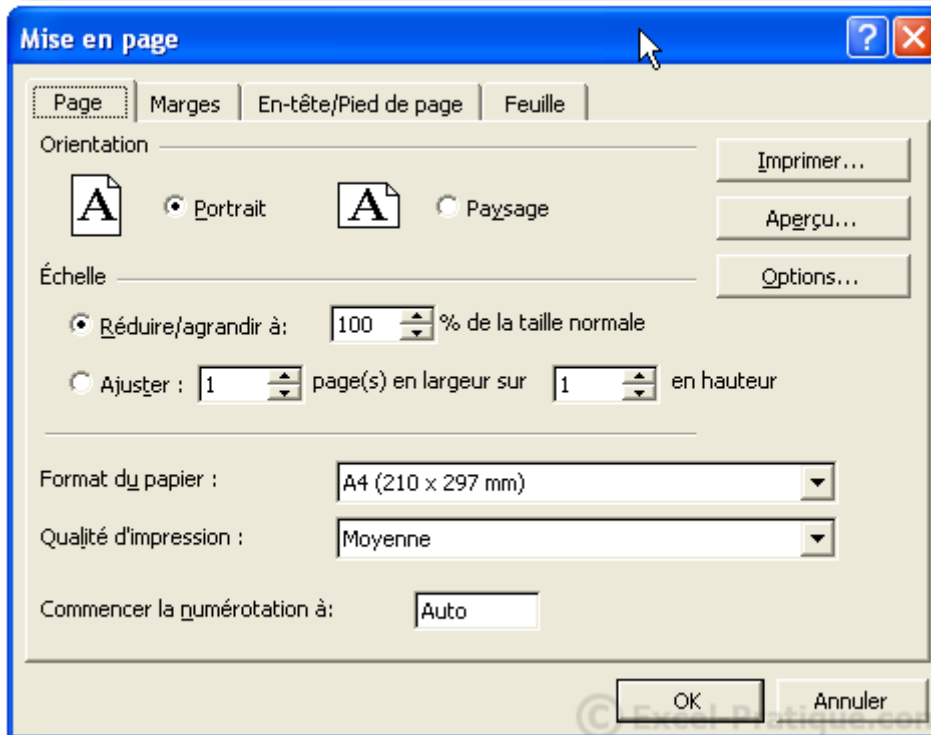 Mise en page
Page Marges En-tête/Pied de page Feuille
Orientation
Imprimer...
A Portrait A Paysage
Aperçu...
Échelle
Options...
Réduire/agrandir à: 100 % de la taille normale
Ajuster : 1 page(s) en largeur sur 1 en hauteur
Format du papier : A4 (210 x 297 mm)
Qualité d'impression : Moyenne
Commencer la numérotation à: Auto
OK Annuler
© Excel-Pratique.com